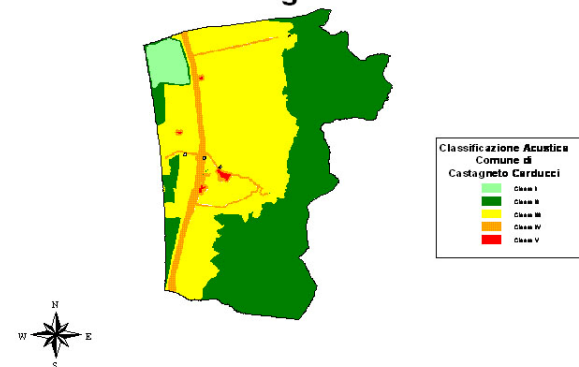 g
Classificazione Acustica
Comune di
Castagneto Carducci
Classe I
Classe II
Classe III
Classe IV
Classe V
N
W E
S